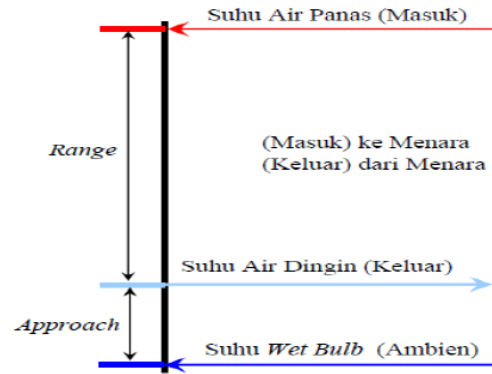 Suhu Air Panas (Masuk)
Range
(Masuk) ke Menara
(Keluar) dari Menara
Suhu Air Dingin (Keluar)
Approach
Suhu Wet Bulb (Ambien)